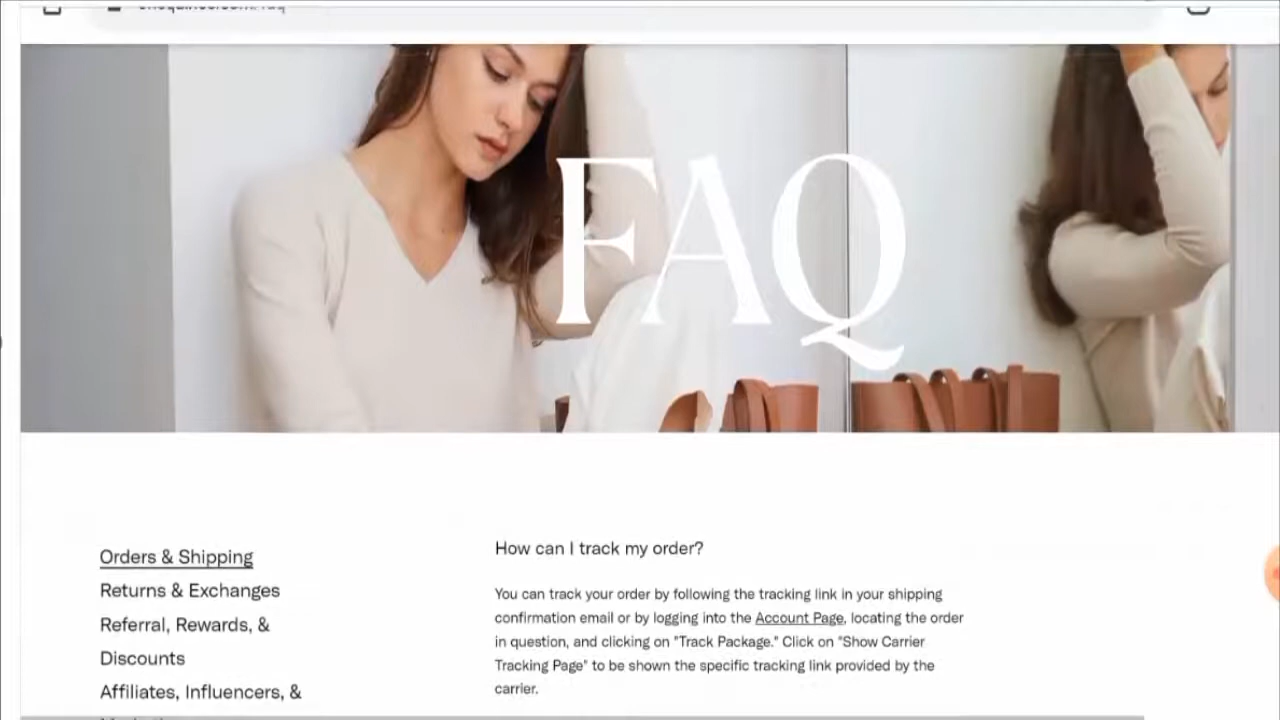 FAQ
Orders & Shipping
Returns & Exchanges
Referral, Rewards, &
Discounts
Affiliates, Influencers, &
How can I track my order?
You can track your order by following the tracking link in your shipping
confirmation email or by logging into the Account Page, locating the order
in question, and clicking on "Track Package." Click on "Show Carrier
Tracking Page" to be shown the specific tracking link provided by the
carrier.